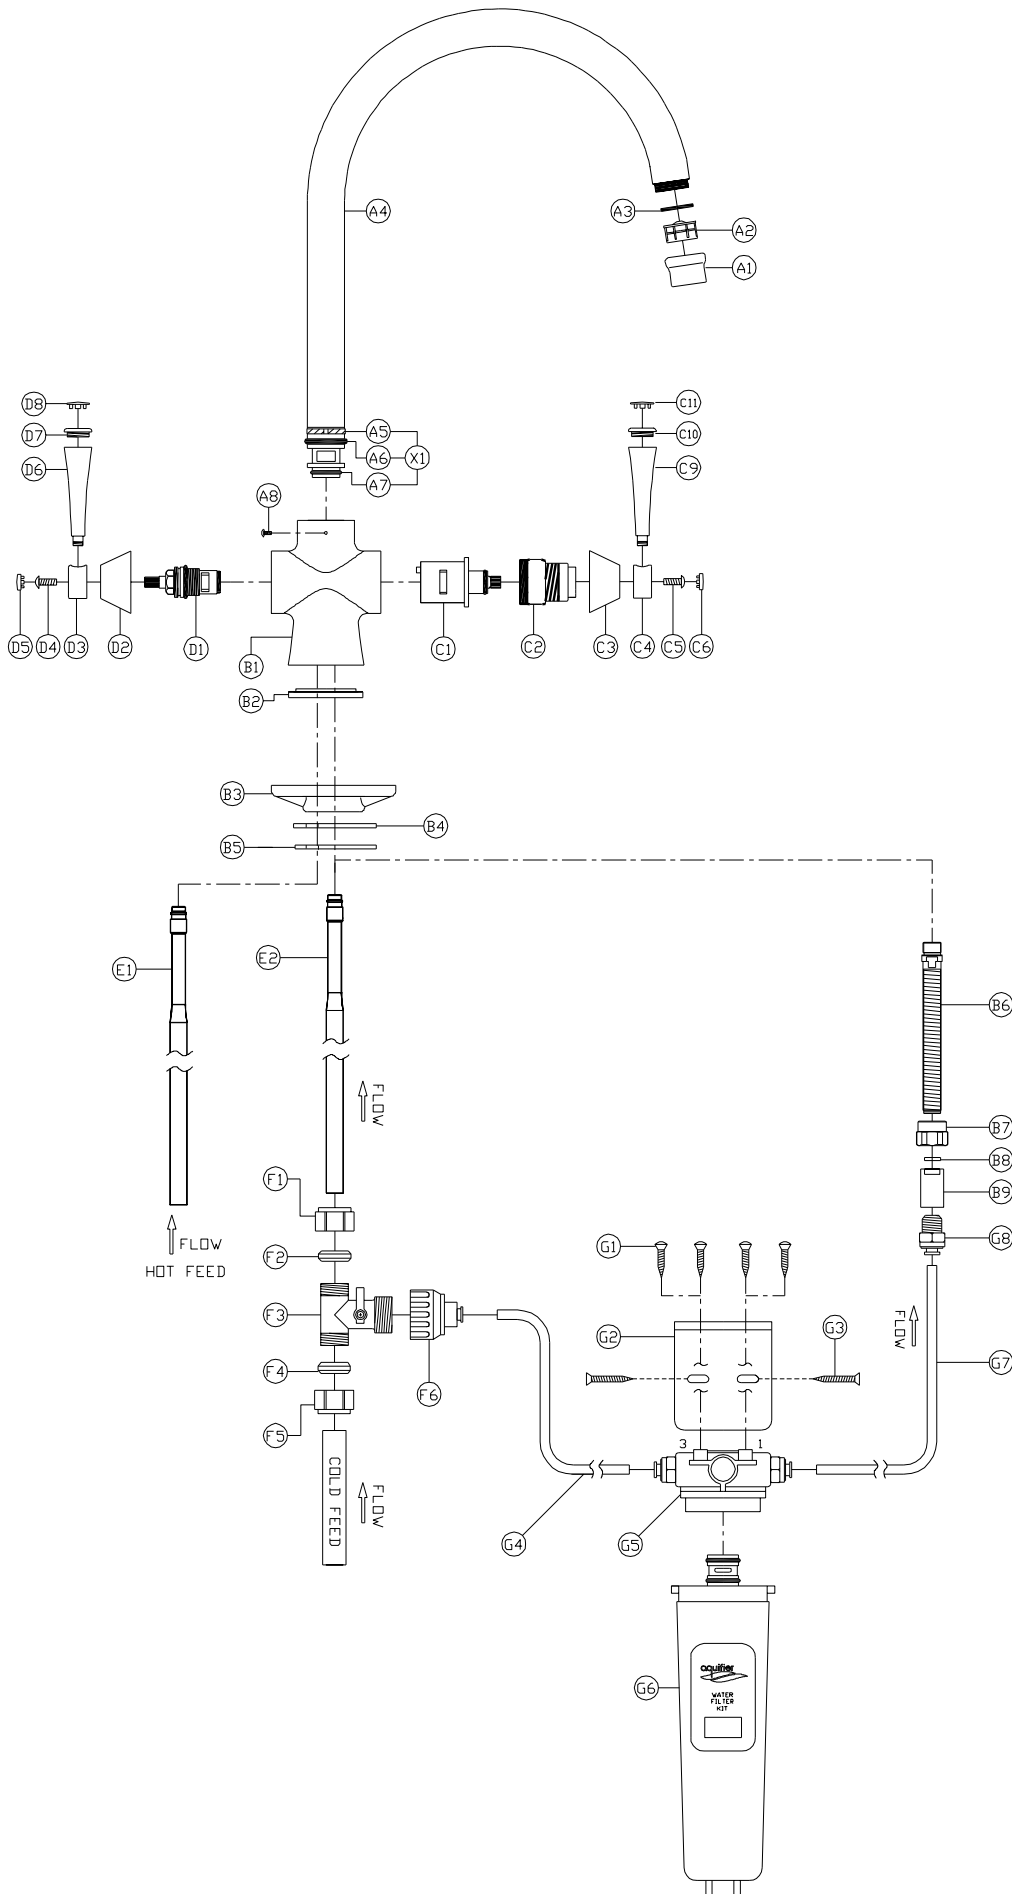 A4
A3
A2
A1
D8
D7
D6
A5
A6
X1
A7
A8
C11
C10
C9
D5
D4
D3
D2
D1
B1
C1
C2
C3
C4
C5
C6
B2
B3
B4
B5
E1
E2
B6
FLOW
B7
B8
B9
F1
FLOW
HOT FEED
F2
G1
G8
F3
G2
G3
FLOW
G7
F4
F6
F5
3
1
COLD FEED
FLOW
G4
G5
aquifier
WATER
FILTER
KIT
G6